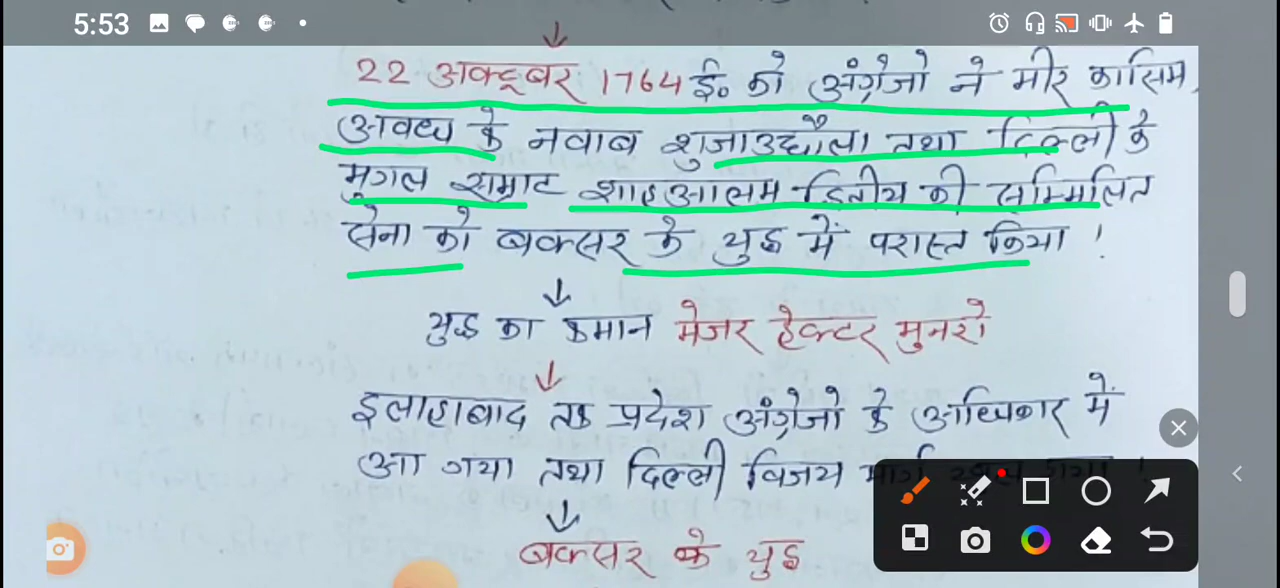 5:53
22 अक्टूबर 1764 ई० को अंग्रेजो ने मीर कासिम,
अवध के नवाब शुजाउद्दौला तथा दिल्ली के
मुगल सम्राट शाहआलम द्वितीय की सम्मिलित
सेना को बक्सर के युद्ध में परास्त किया !
युद्ध का कमान मेजर हेक्टर मुनरो
इलाहाबाद तक प्रदेश अंग्रेजो के अधिकार में
आ गया तथा दिल्ली विजय मार्ग
बक्सर के युद्ध